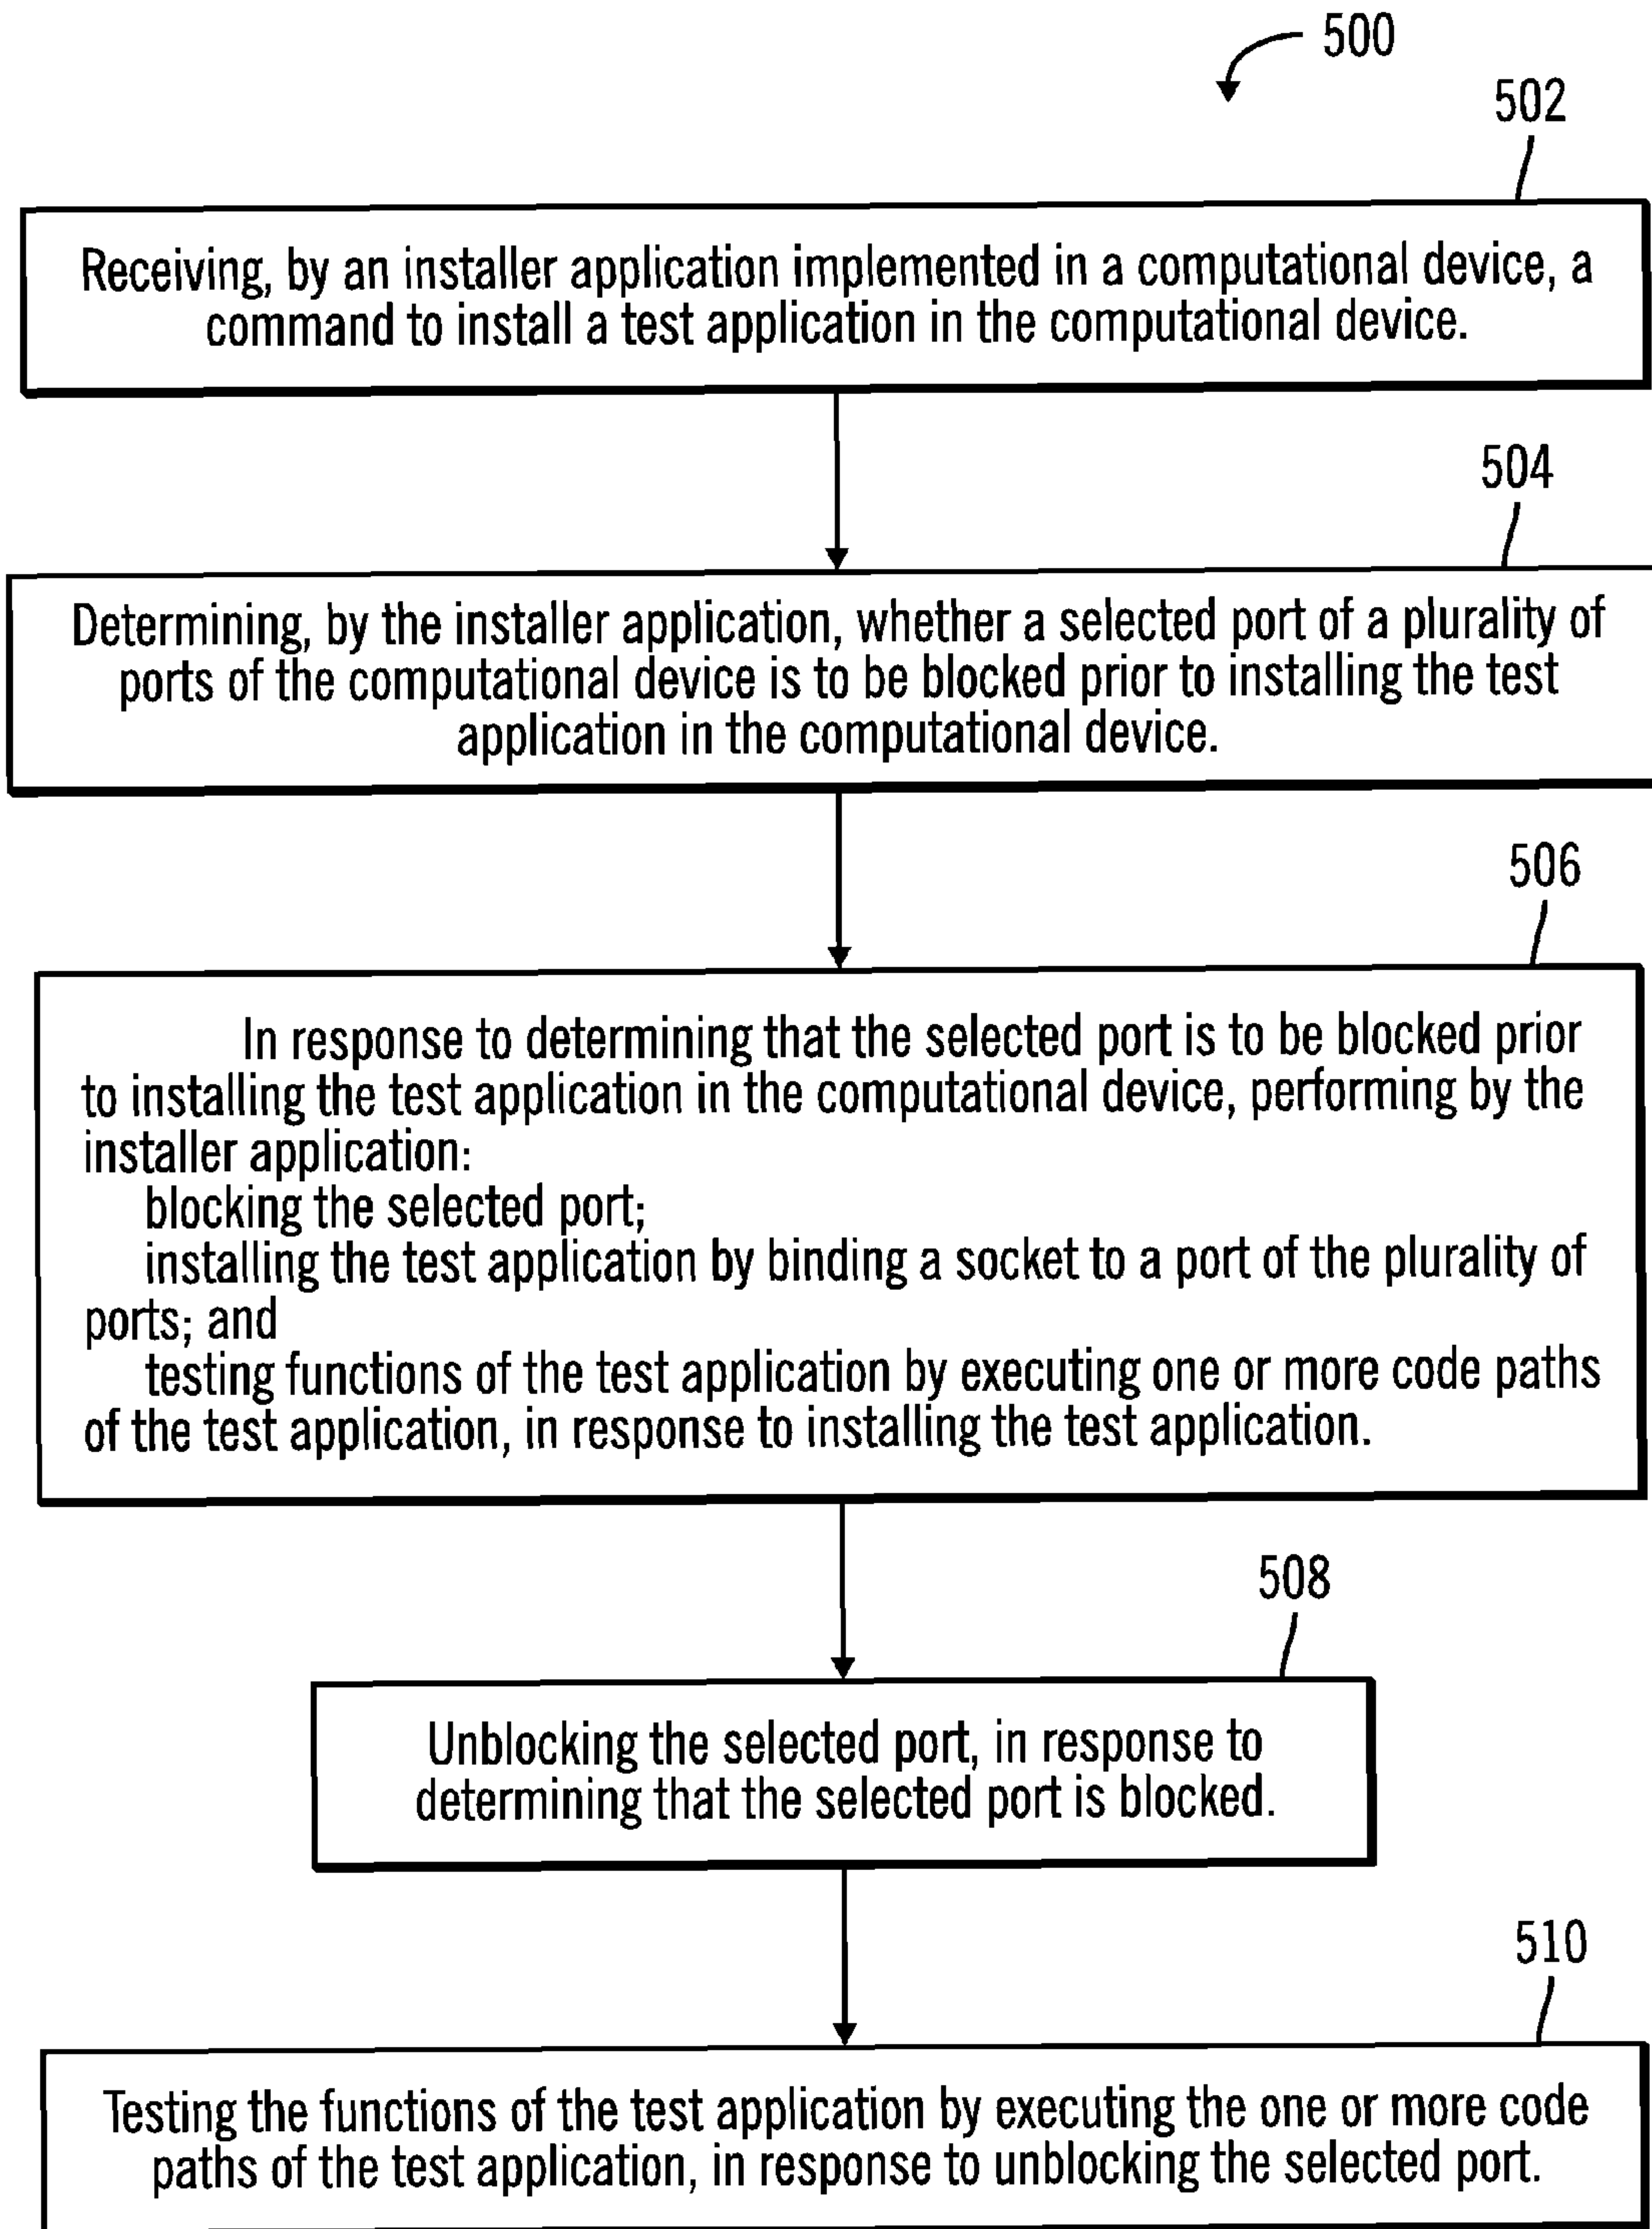 500
502
Receiving, by an installer application implemented in a computational device, a
command to install a test application in the computational device.
504
Determining, by the installer application, whether a selected port of a plurality of
ports of the computational device is to be blocked prior to installing the test
application in the computational device.
506
In response to determining that the selected port is to be blocked prior
to installing the test application in the computational device, performing by the
installer application:
blocking the selected port;
installing the test application by binding a socket to a port of the plurality of
ports; and
testing functions of the test application by executing one or more code paths
of the test application, in response to installing the test application.
508
Unblocking the selected port, in response to
determining that the selected port is blocked.
510
Testing the functions of the test application by executing the one or more code
paths of the test application, in response to unblocking the selected port.